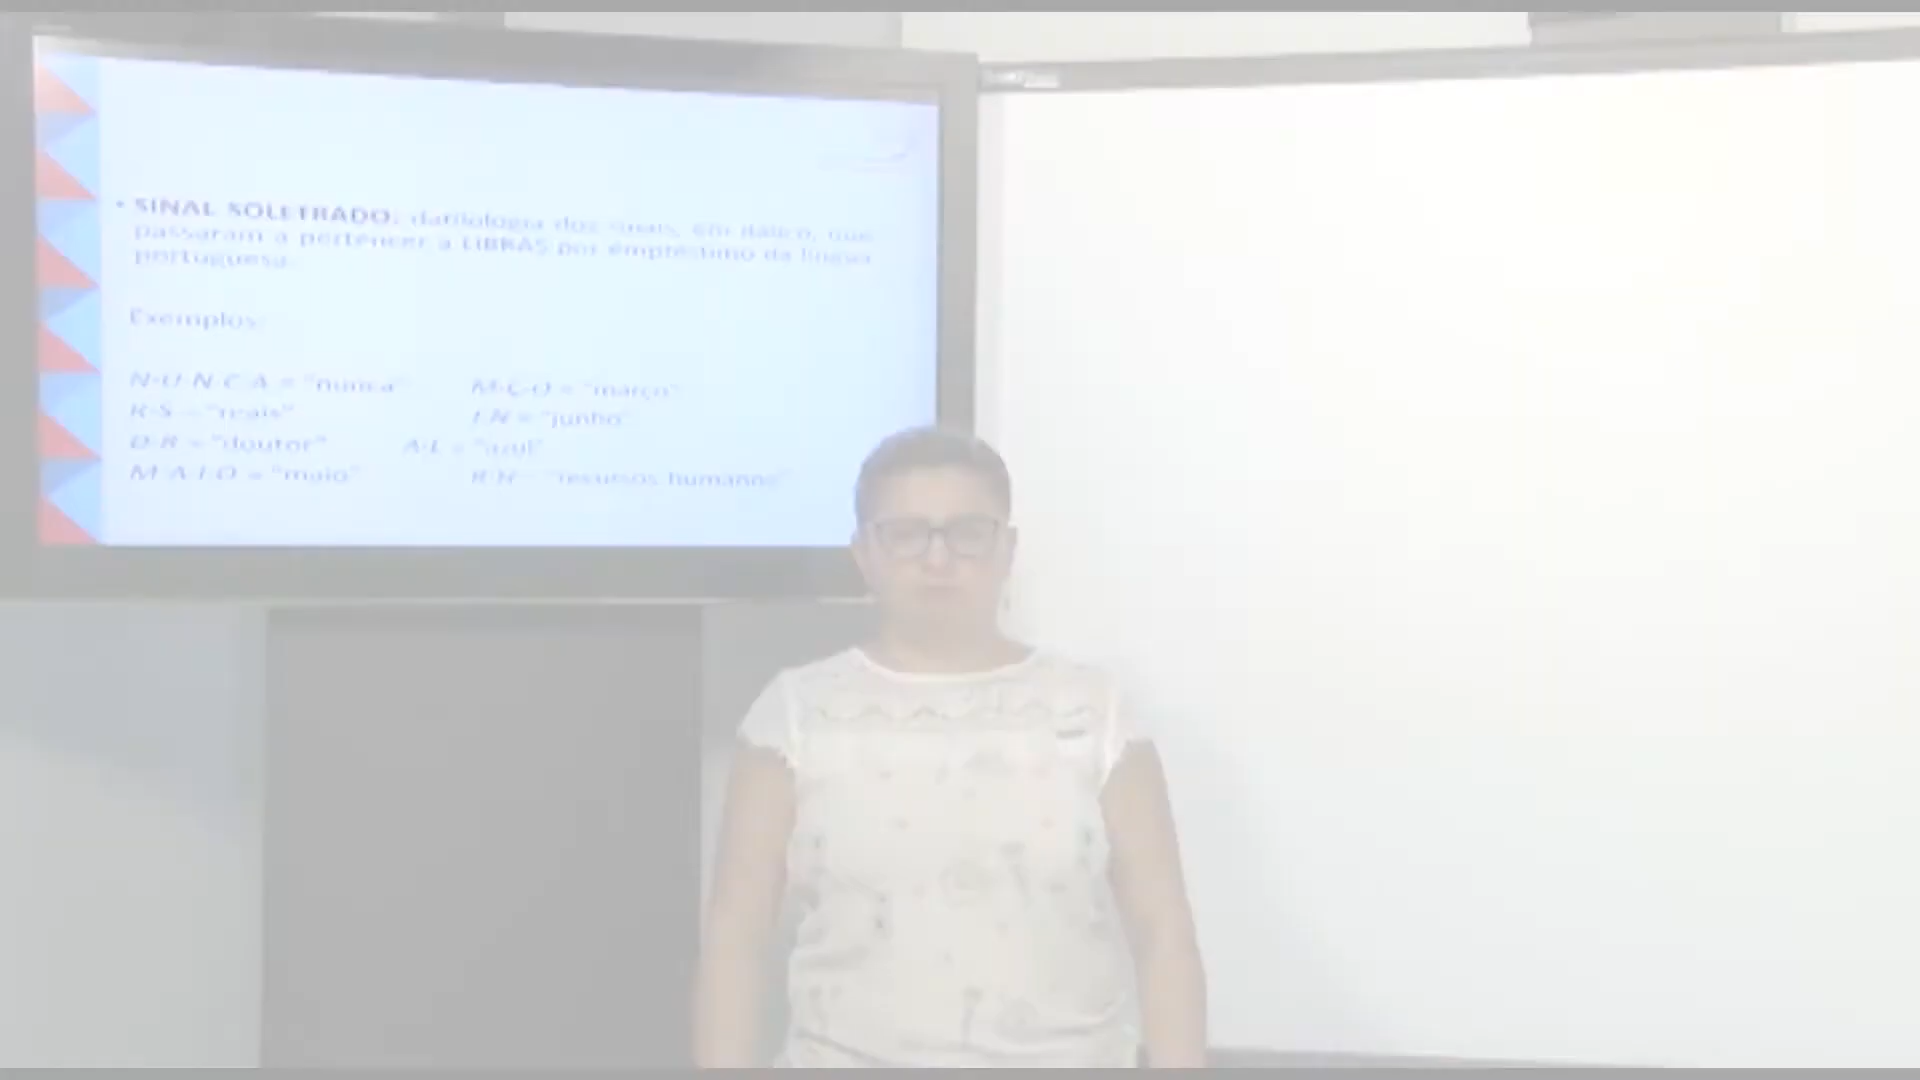 • SINAL SOLETRADO: datilologia dos sinais, em itálico, que
passaram a pertencer a LIBRAS por empréstimo da língua
portuguesa.
Exemplos:
N-U-N-C-A = "nunca" M-Ç-O = "março"
R-S = "reais" J-N = "junho"
D-R = "doutor" A-L = "azul"
M-A-I-O = "maio" "recursos humanos"